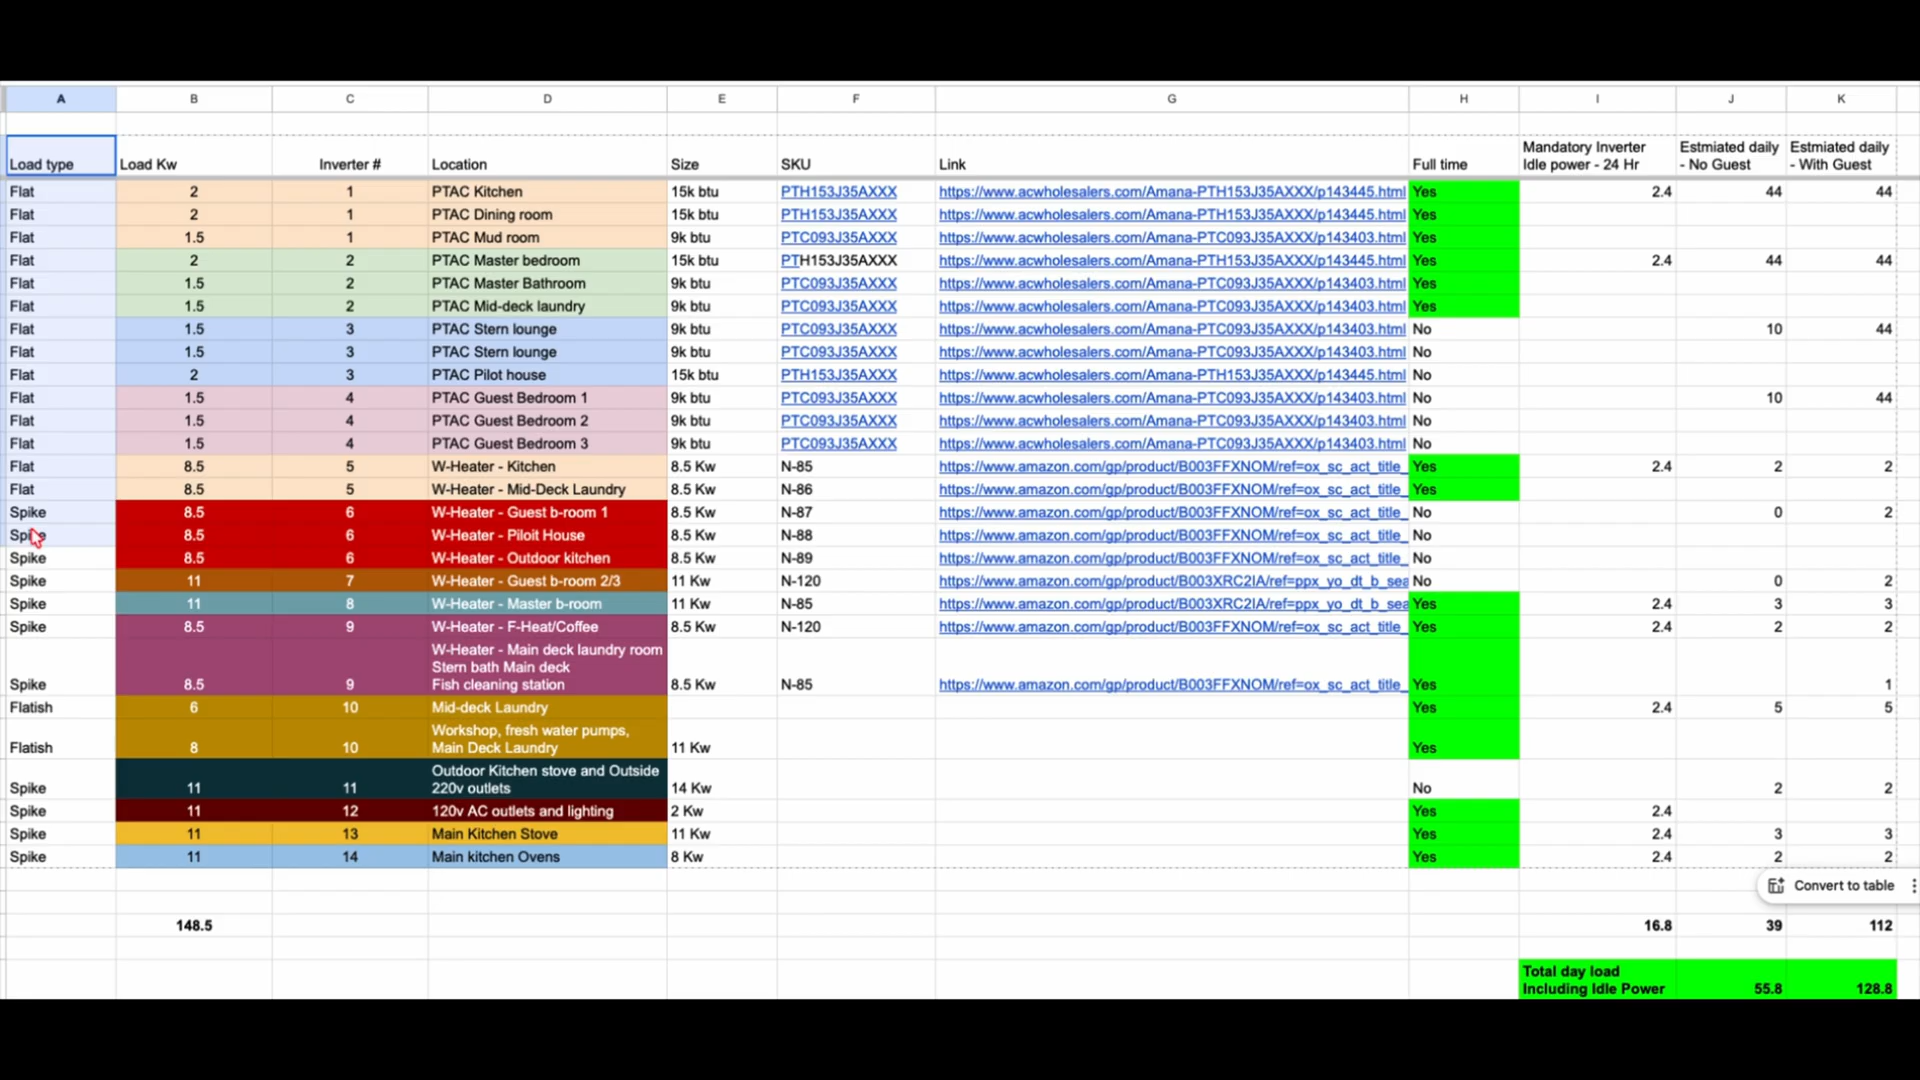 A B C D E F G H I J K
Load type Load Kw Inverter # Location Size SKU Link Full time Mandatory Inverter Idle power - 24 Hr Estmiated daily - No Guest Estmiated daily - With Guest
Flat 2 1 PTAC Kitchen 15k btu PTH153J35AXXX https://www.acwholesalers.com/Amana-PTH153J35AXXX/p143445.html Yes 2.4 44 44
Flat 2 1 PTAC Dining room 15k btu PTH153J35AXXX https://www.acwholesalers.com/Amana-PTH153J35AXXX/p143445.html Yes
Flat 1.5 1 PTAC Mud room 9k btu PTC093J35AXXX https://www.acwholesalers.com/Amana-PTC093J35AXXX/p143403.html Yes
Flat 2 2 PTAC Master bedroom 15k btu PTH153J35AXXX https://www.acwholesalers.com/Amana-PTH153J35AXXX/p143445.html Yes 2.4 44 44
Flat 1.5 2 PTAC Master Bathroom 9k btu PTC093J35AXXX https://www.acwholesalers.com/Amana-PTC093J35AXXX/p143403.html Yes
Flat 1.5 2 PTAC Mid-deck laundry 9k btu PTC093J35AXXX https://www.acwholesalers.com/Amana-PTC093J35AXXX/p143403.html Yes
Flat 1.5 3 PTAC Stern lounge 9k btu PTC093J35AXXX https://www.acwholesalers.com/Amana-PTC093J35AXXX/p143403.html No 10 44
Flat 1.5 3 PTAC Stern lounge 9k btu PTC093J35AXXX https://www.acwholesalers.com/Amana-PTC093J35AXXX/p143403.html No
Flat 2 3 PTAC Pilot house 15k btu PTH153J35AXXX https://www.acwholesalers.com/Amana-PTH153J35AXXX/p143445.html No
Flat 1.5 4 PTAC Guest Bedroom 1 9k btu PTC093J35AXXX https://www.acwholesalers.com/Amana-PTC093J35AXXX/p143403.html No 10 44
Flat 1.5 4 PTAC Guest Bedroom 2 9k btu PTC093J35AXXX https://www.acwholesalers.com/Amana-PTC093J35AXXX/p143403.html No
Flat 1.5 4 PTAC Guest Bedroom 3 9k btu PTC093J35AXXX https://www.acwholesalers.com/Amana-PTC093J35AXXX/p143403.html No
Flat 8.5 5 W-Heater - Kitchen 8.5 Kw N-85 https://www.amazon.com/gp/product/B003FFXNOM/ref=ox_sc_act_title_ Yes 2.4 2 2
Flat 8.5 5 W-Heater - Mid-Deck Laundry 8.5 Kw N-86 https://www.amazon.com/gp/product/B003FFXNOM/ref=ox_sc_act_title_ Yes
Spike 8.5 6 W-Heater - Guest b-room 1 8.5 Kw N-87 https://www.amazon.com/gp/product/B003FFXNOM/ref=ox_sc_act_title_ No 0 2
Spike 8.5 6 W-Heater - Piloit House 8.5 Kw N-88 https://www.amazon.com/gp/product/B003FFXNOM/ref=ox_sc_act_title_ No
Spike 8.5 6 W-Heater - Outdoor kitchen 8.5 Kw N-89 https://www.amazon.com/gp/product/B003FFXNOM/ref=ox_sc_act_title_ No
Spike 11 7 W-Heater - Guest b-room 2/3 11 Kw N-120 https://www.amazon.com/gp/product/B003XRC2IA/ref=ppx_yo_dt_b_sea No 0 2
Spike 11 8 W-Heater - Master b-room 11 Kw N-85 https://www.amazon.com/gp/product/B003XRC2IA/ref=ppx_yo_dt_b_sea Yes 2.4 3 3
Spike 8.5 9 W-Heater - F-Heat/Coffee 8.5 Kw N-120 https://www.amazon.com/gp/product/B003FFXNOM/ref=ox_sc_act_title_ Yes 2.4 2 2
W-Heater - Main deck laundry room
Stern bath Main deck
Spike 8.5 9 Fish cleaning station 8.5 Kw N-85 https://www.amazon.com/gp/product/B003FFXNOM/ref=ox_sc_act_title_ Yes 1
Flatish 6 10 Mid-deck Laundry Yes 2.4 5 5
Workshop, fresh water pumps,
Flatish 8 10 Main Deck Laundry 11 Kw Yes
Outdoor Kitchen stove and Outside
Spike 11 11 220v outlets 14 Kw No 2 2
Spike 11 12 120v AC outlets and lighting 2 Kw Yes 2.4
Spike 11 13 Main Kitchen Stove 11 Kw Yes 2.4 3 3
Spike 11 14 Main kitchen Ovens 8 Kw Yes 2.4 2 2
Convert to table
148.5 16.8 39 112
Total day load
Including Idle Power 55.8 128.8